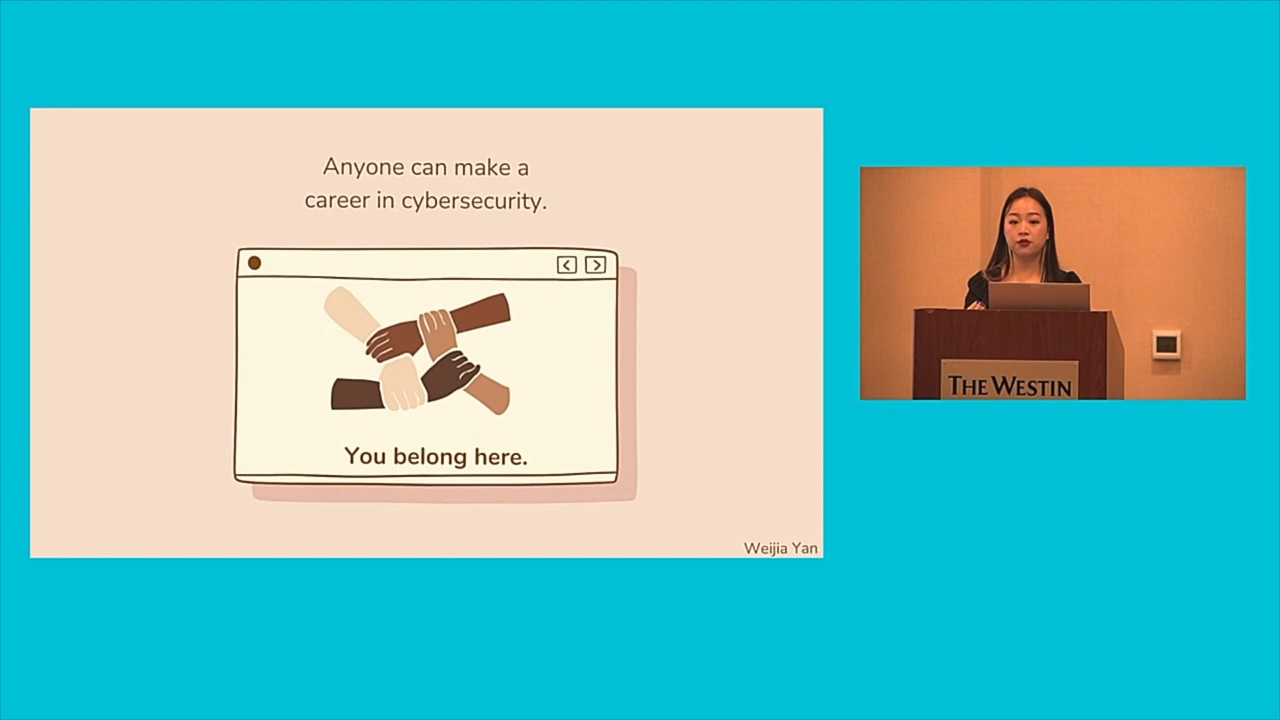 Anyone can make a
career in cybersecurity.
You belong here.
Weijia Yan
THE WESTIN